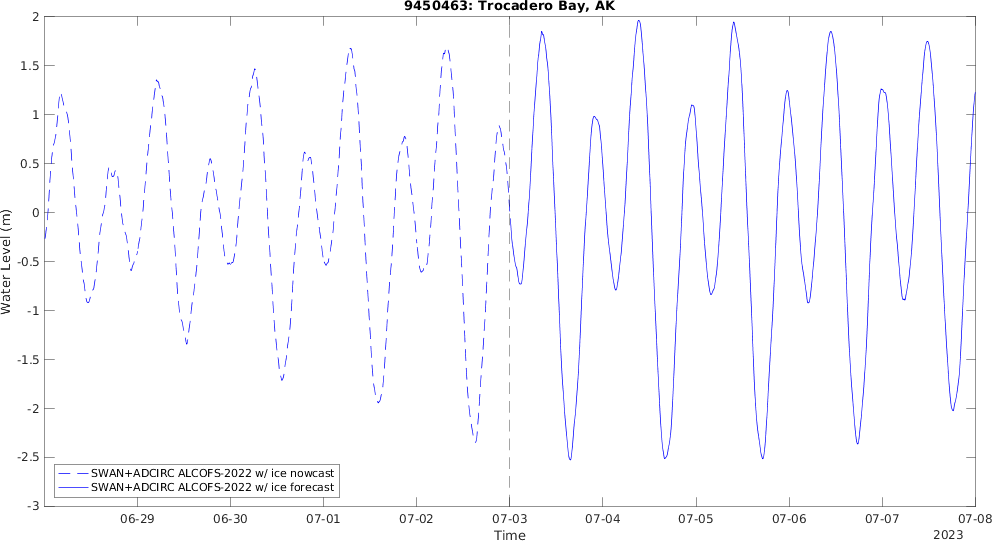 9450463: Trocadero Bay, AK
2
1.5
1
0.5
0
-0.5
-1
-1.5
-2
-2.5
-3
Water Level (m)
SWAN+ADCIRC ALCOFS-2022 w/ ice nowcast
SWAN+ADCIRC ALCOFS-2022 w/ ice forecast
06-29 06-30 07-01 07-02 07-03 07-04 07-05 07-06 07-07 07-08
Time
2023